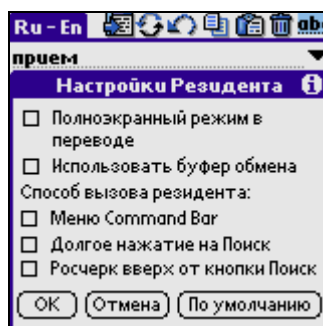 Ru - En ab
прием
Настройки Резидента i
Полноэкранный режим в
переводе
Использовать буфер обмена
Способ вызова резидента:
Меню Command Bar
Долгое нажатие на Поиск
Росчерк вверх от кнопки Поиск
OK Отмена По умолчанию